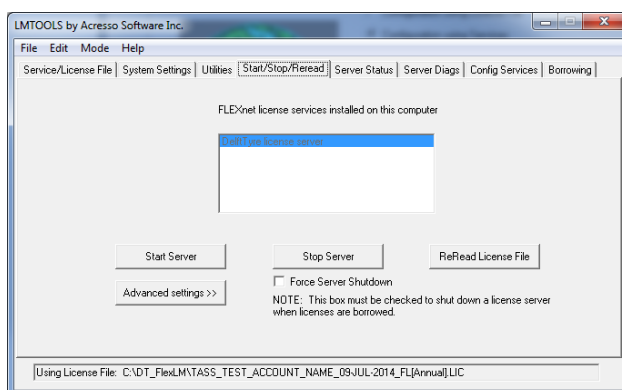 LMTOOLS by Acresso Software Inc.
File Edit Mode Help
Service/License File System Settings Utilities Start/Stop/Reread Server Status Server Diags Config Services Borrowing
FLEXnet license services installed on this computer
DelftTyre license server
Start Server Stop Server ReRead License File
Force Server Shutdown
Advanced settings >>
NOTE: This box must be checked to shut down a license server
when licenses are borrowed.
Using License File: C:\DT_FlexLM\TASS_TEST_ACCOUNT_NAME_09JUL-2014_FL[Annual].LIC